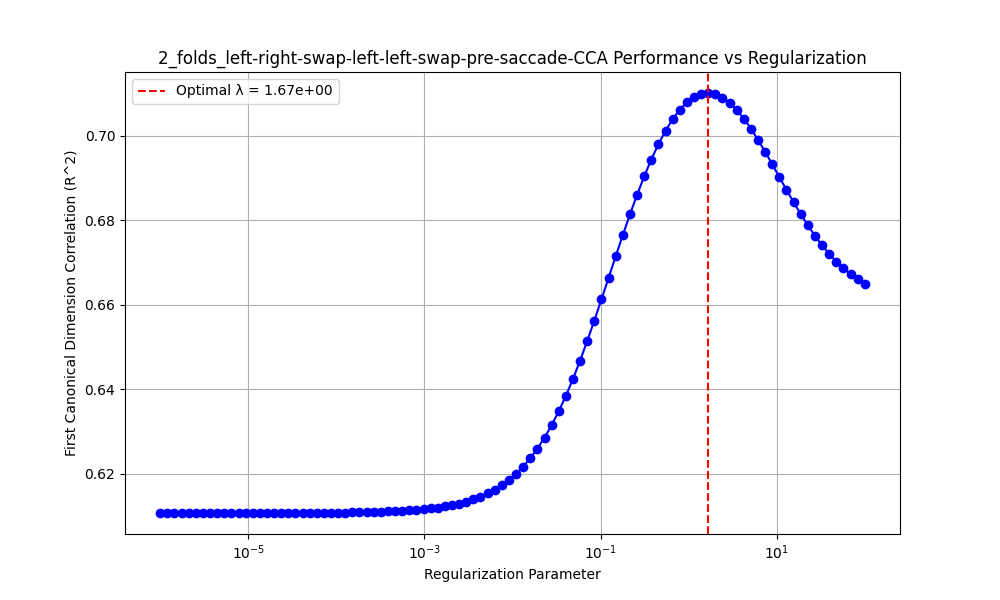 2_folds_left-right-swap-left-left-swap-pre-saccade-CCA Performance vs Regularization
Optimal λ = 1.67e+00
First Canonical Dimension Correlation (R^2)
0.70
0.68
0.66
0.64
0.62
10⁻⁵
10⁻³
10⁻¹
10¹
Regularization Parameter